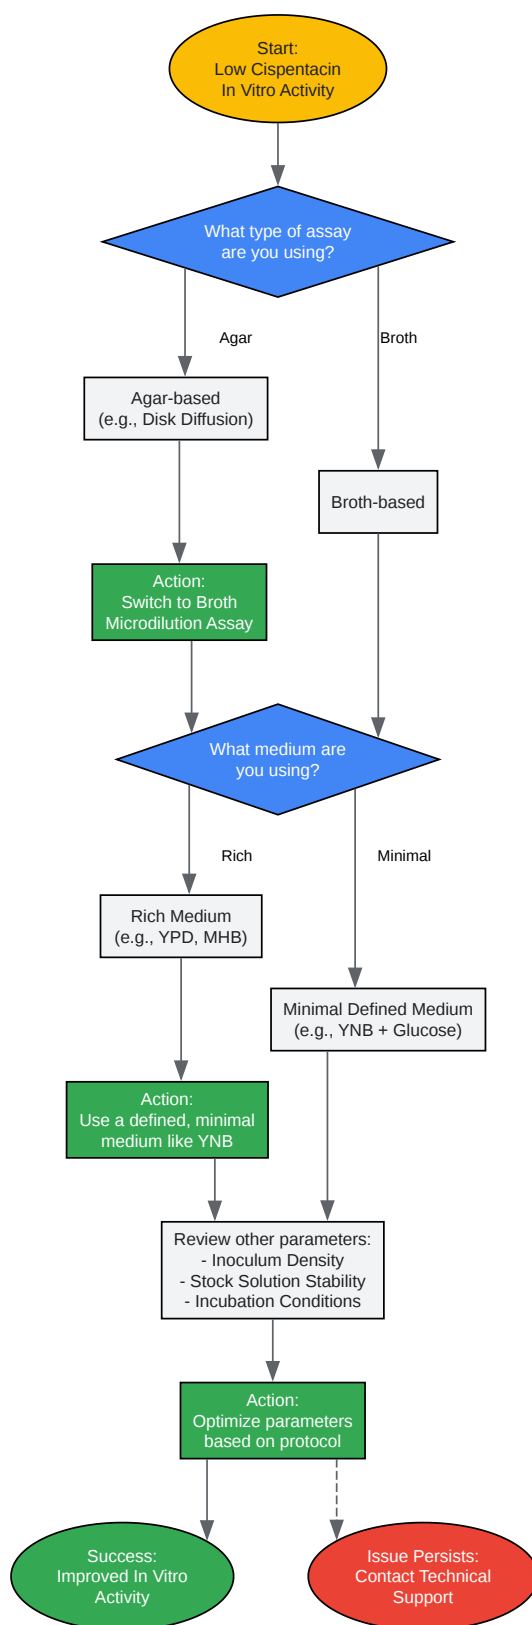 Start:
Low Cispentacin
In Vitro Activity
What type of assay
are you using?
Agar
Broth
Agar-based
(e.g., Disk Diffusion)
Broth-based
Action:
Switch to Broth
Microdilution Assay
What medium are
you using?
Rich
Minimal
Rich Medium
(e.g., YPD, MHB)
Minimal Defined Medium
(e.g., YNB + Glucose)
Action:
Use a defined, minimal
medium like YNB
Review other parameters:
- Inoculum Density
- Stock Solution Stability
- Incubation Conditions
Action:
Optimize parameters
based on protocol
Success:
Improved In Vitro
Activity
Issue Persists:
Contact Technical
Support